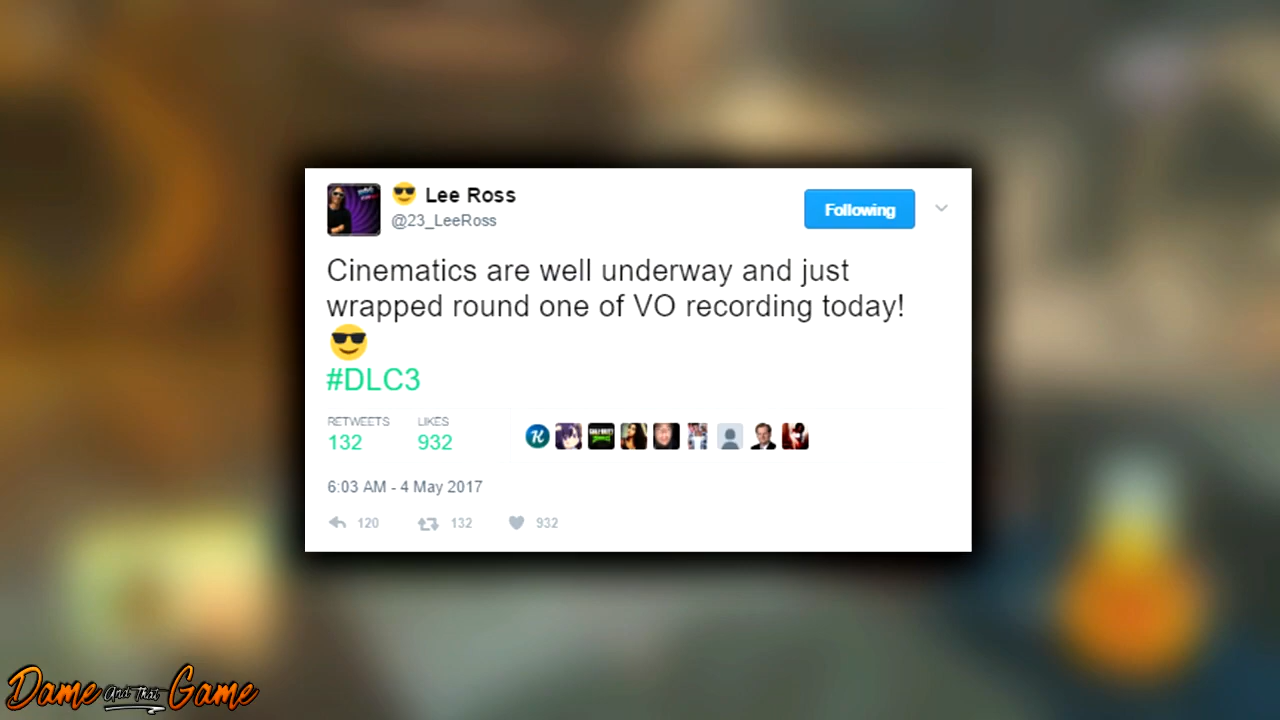 😎 Lee Ross
@23_LeeRoss
Following
Cinematics are well underway and just
wrapped round one of VO recording today!
😎
#DLC3
RETWEETS LIKES
132 932
6:03 AM - 4 May 2017
120 132 932
Dame And That Game